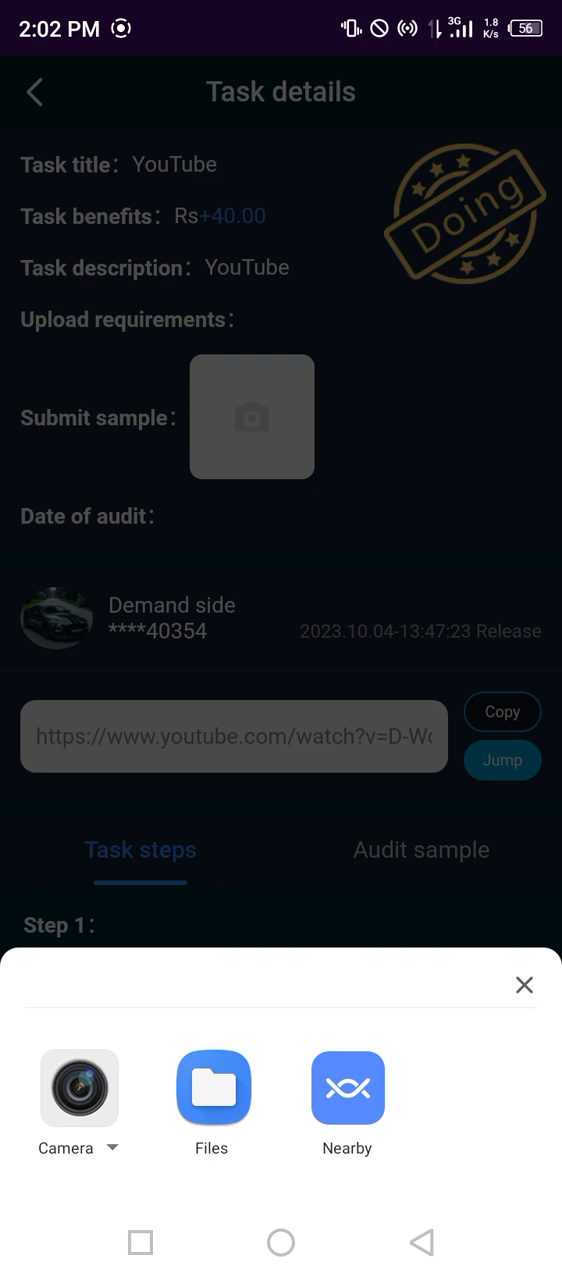 2:02 PM
3G
1.8
K/s
56
Task details
Task title: YouTube
Task benefits: Rs+40.00
Doing
Task description: YouTube
Upload requirements:
Submit sample:
Date of audit:
Demand side
****40354
2023.10.04-13:47:23 Release
https://www.youtube.com/watch?v=D-W
Copy
Jump
Task steps
Audit sample
Step 1:
Camera
Files
Nearby